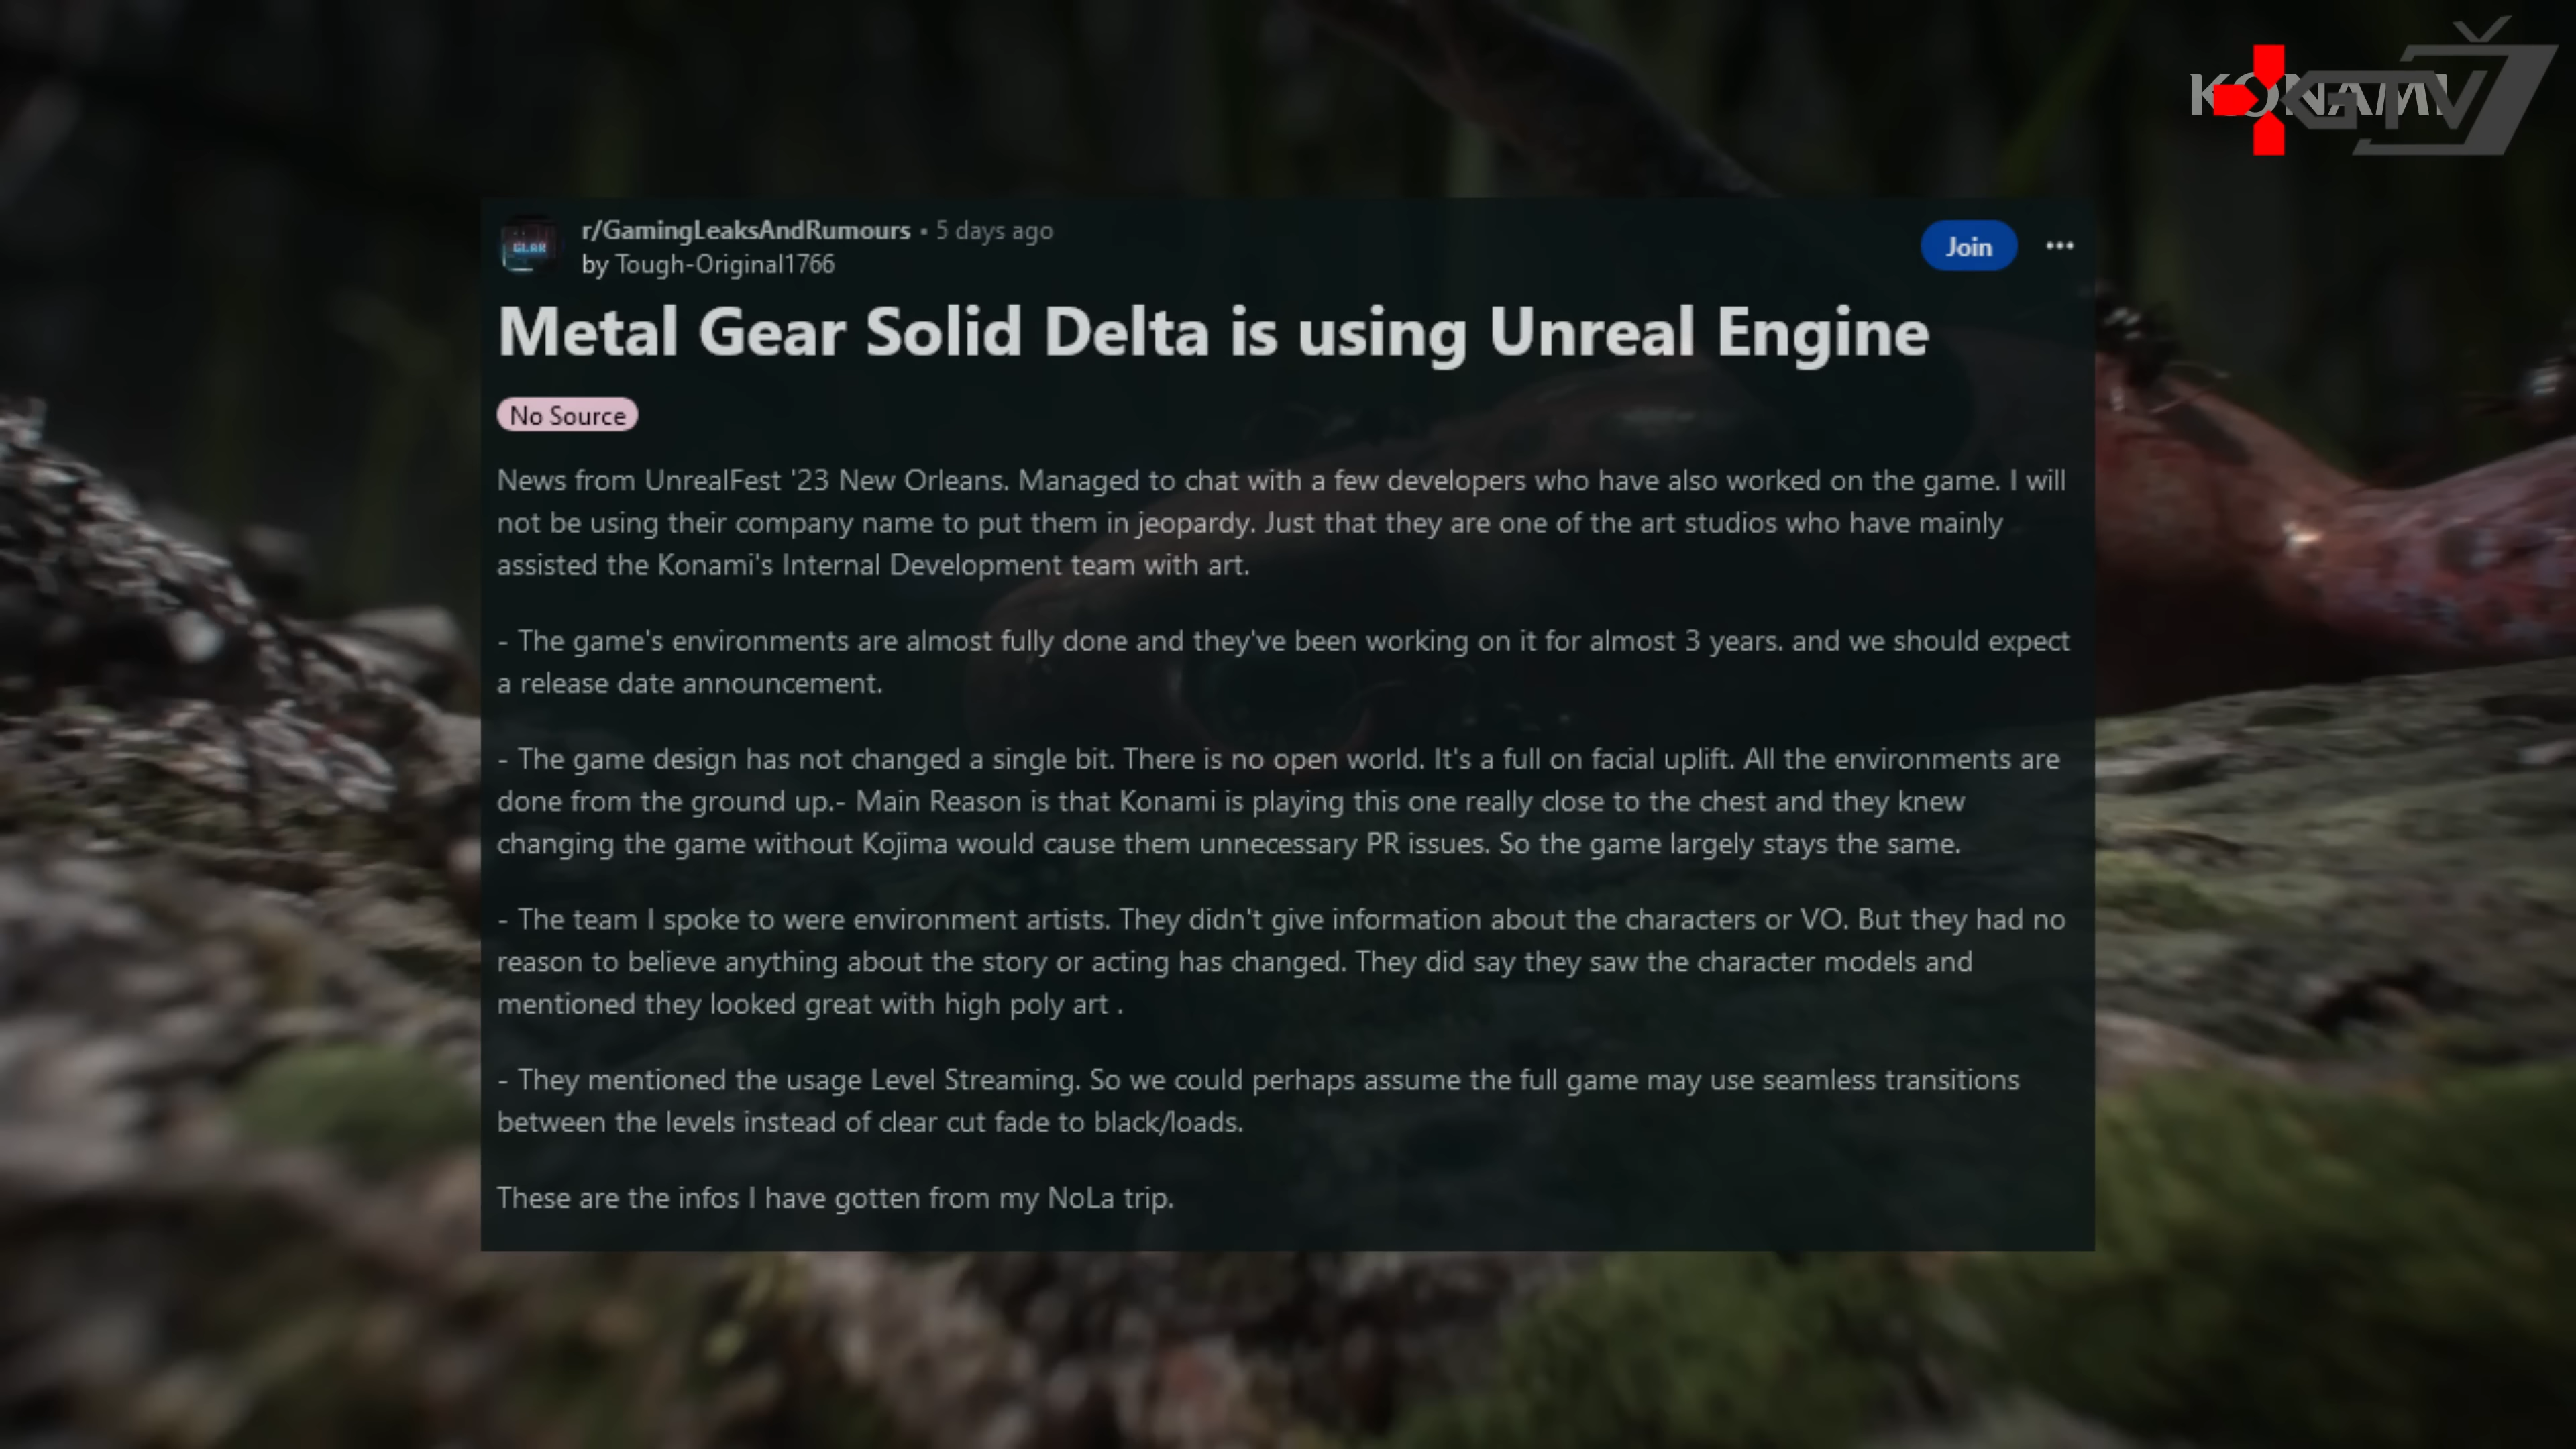 KONAMI
GTV
GLAR
r/GamingLeaksAndRumours • 5 days ago
by Tough-Original1766
Join
Metal Gear Solid Delta is using Unreal Engine
No Source
News from UnrealFest '23 New Orleans. Managed to chat with a few developers who have also worked on the game. I will
not be using their company name to put them in jeopardy. Just that they are one of the art studios who have mainly
assisted the Konami's Internal Development team with art.
- The game's environments are almost fully done and they've been working on it for almost 3 years. and we should expect
a release date announcement.
- The game design has not changed a single bit. There is no open world. It's a full on facial uplift. All the environments are
done from the ground up.- Main Reason is that Konami is playing this one really close to the chest and they knew
changing the game without Kojima would cause them unnecessary PR issues. So the game largely stays the same.
- The team I spoke to were environment artists. They didn't give information about the characters or VO. But they had no
reason to believe anything about the story or acting has changed. They did say they saw the character models and
mentioned they looked great with high poly art .
- They mentioned the usage Level Streaming. So we could perhaps assume the full game may use seamless transitions
between the levels instead of clear cut fade to black/loads.
These are the infos I have gotten from my NoLa trip.